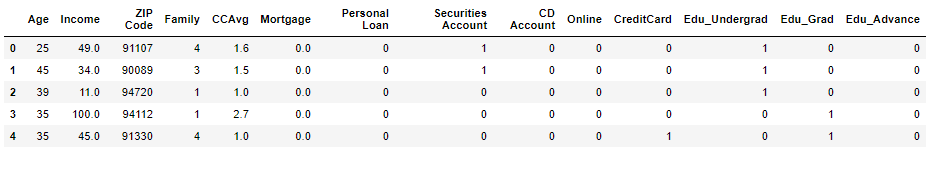 Age Income ZIP Code Family CCAvg Mortgage Personal Loan Securities Account CD Account Online CreditCard Edu_Undergrad Edu_Grad Edu_Advance
0 25 49.0 91107 4 1.6 0.0 0 1 0 0 0 1 0 0
1 45 34.0 90089 3 1.5 0.0 0 1 0 0 0 1 0 0
2 39 11.0 94720 1 1.0 0.0 0 0 0 0 0 1 0 0
3 35 100.0 94112 1 2.7 0.0 0 0 0 0 0 0 1 0
4 35 45.0 91330 4 1.0 0.0 0 0 0 0 1 0 1 0